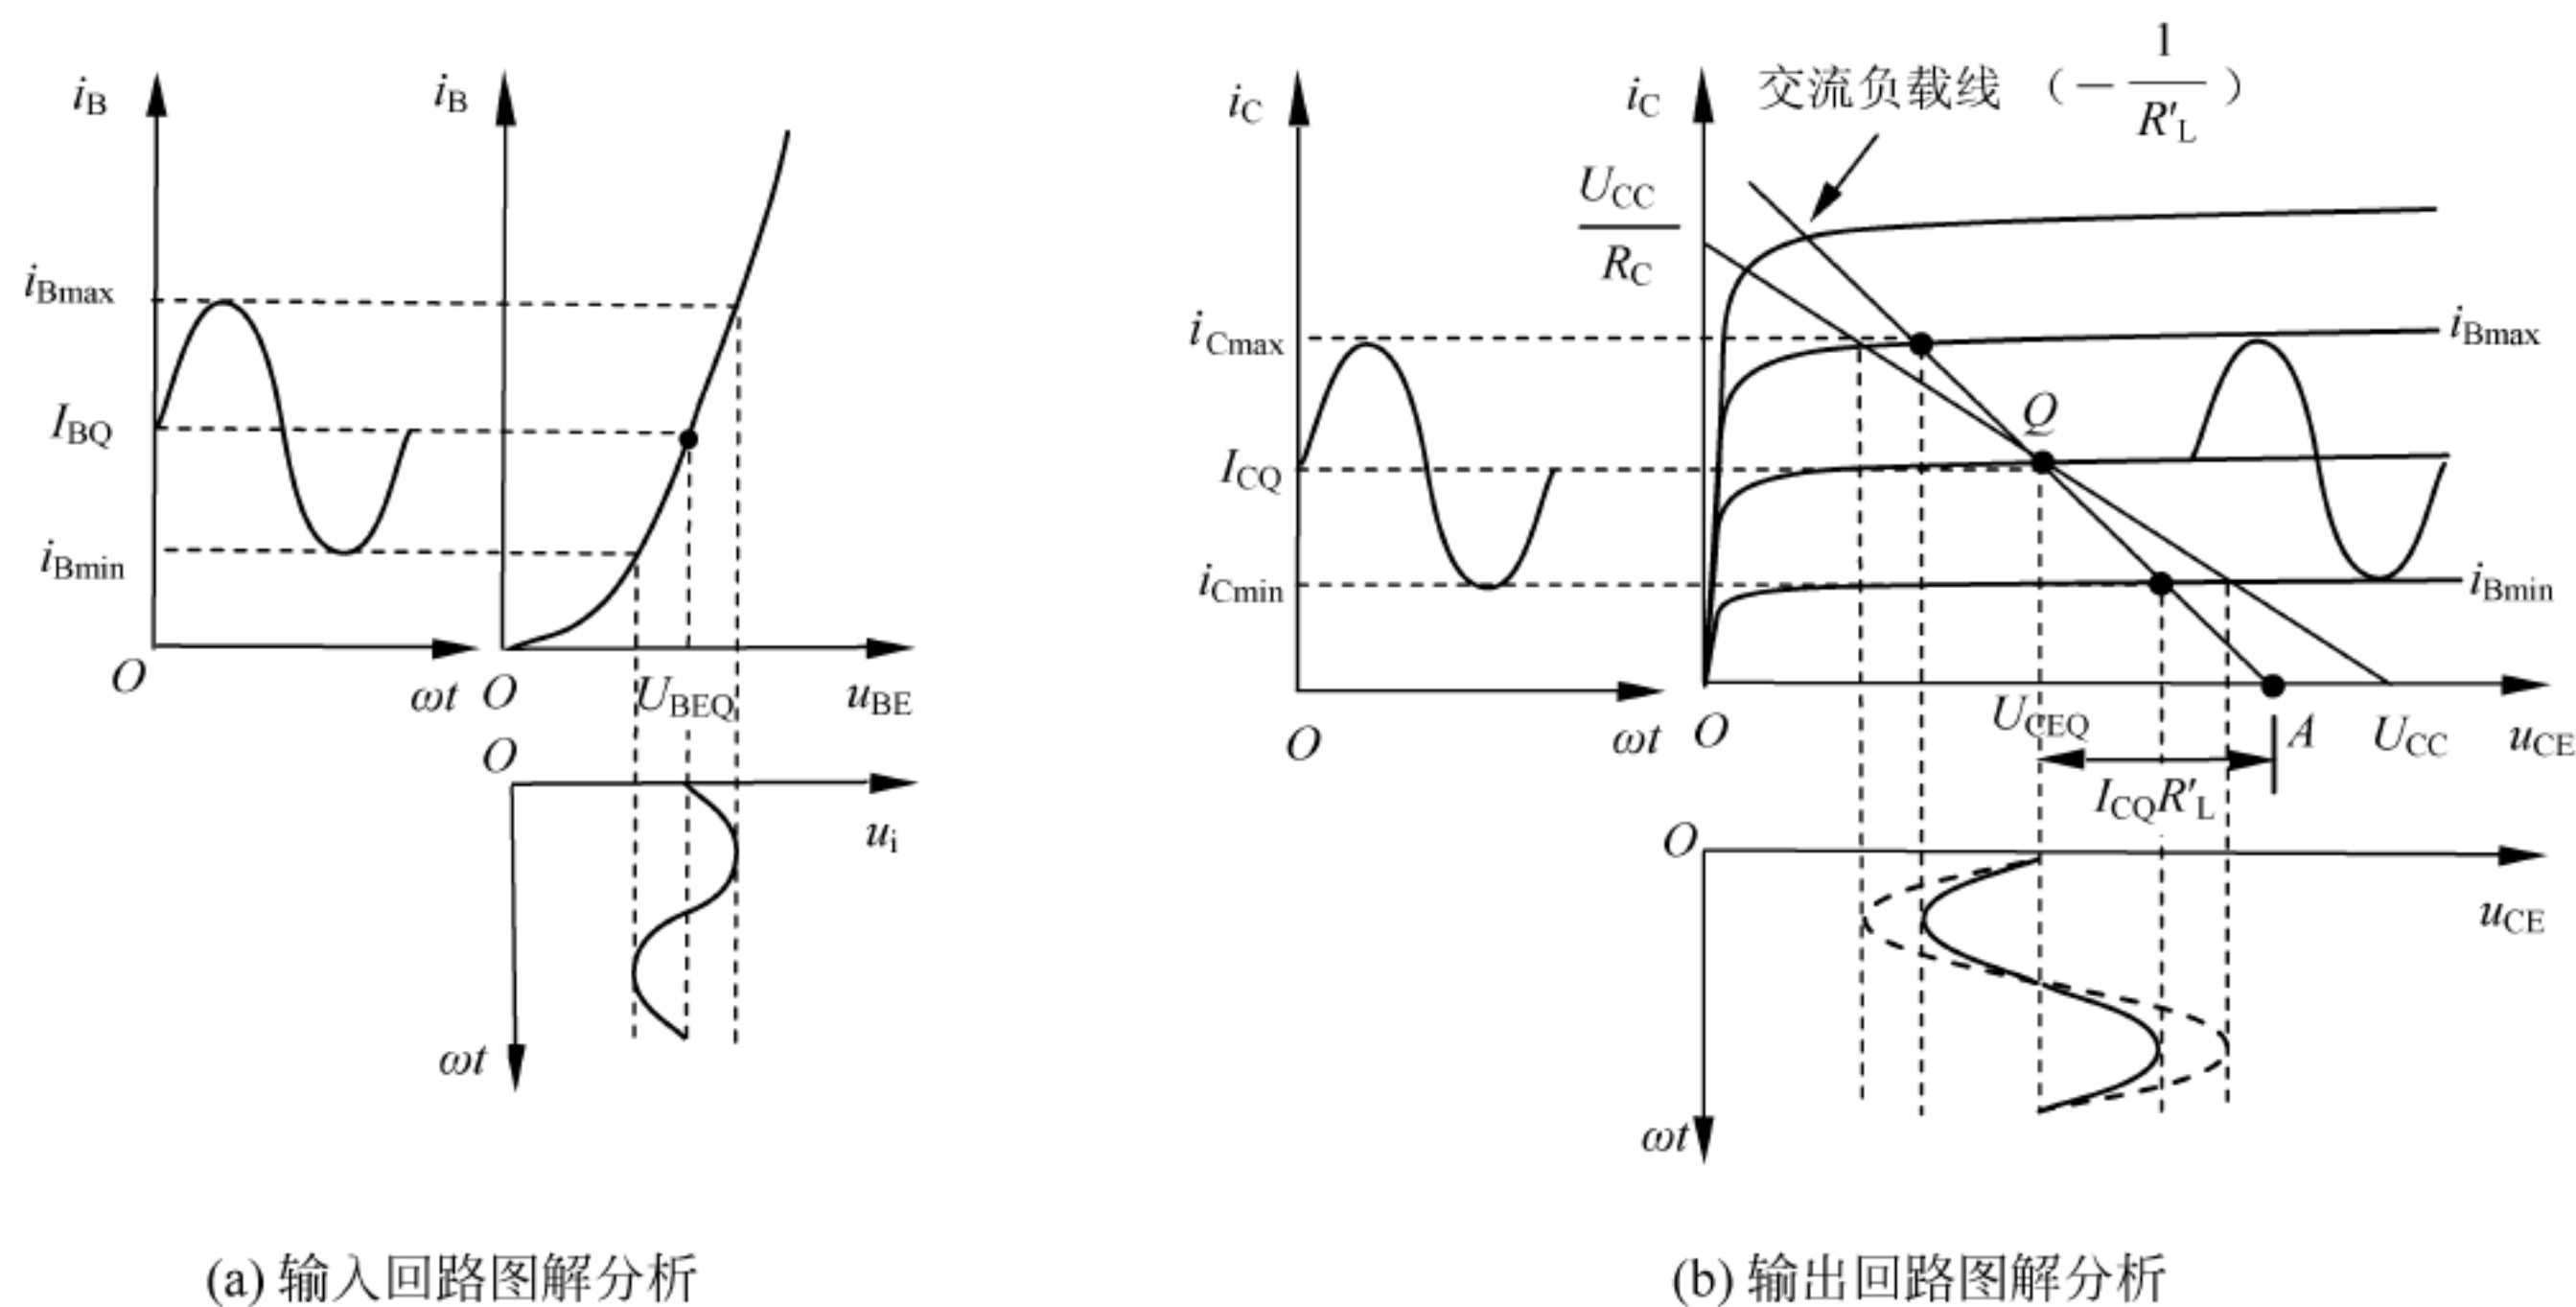 iB
iBmax
IBQ
iBmin
O
ωt
iB
O
UBEQ
uBE
O
ui
ωt
(a) 输入回路图解分析
iC
iCmax
ICQ
iCmin
O
ωt
iC
交流负载线 (−1/R′L)
UCC/RC
iBmax
Q
iBmin
O
UCEQ
A
UCC
uCE
ICQR′L
O
uCE
ωt
(b) 输出回路图解分析